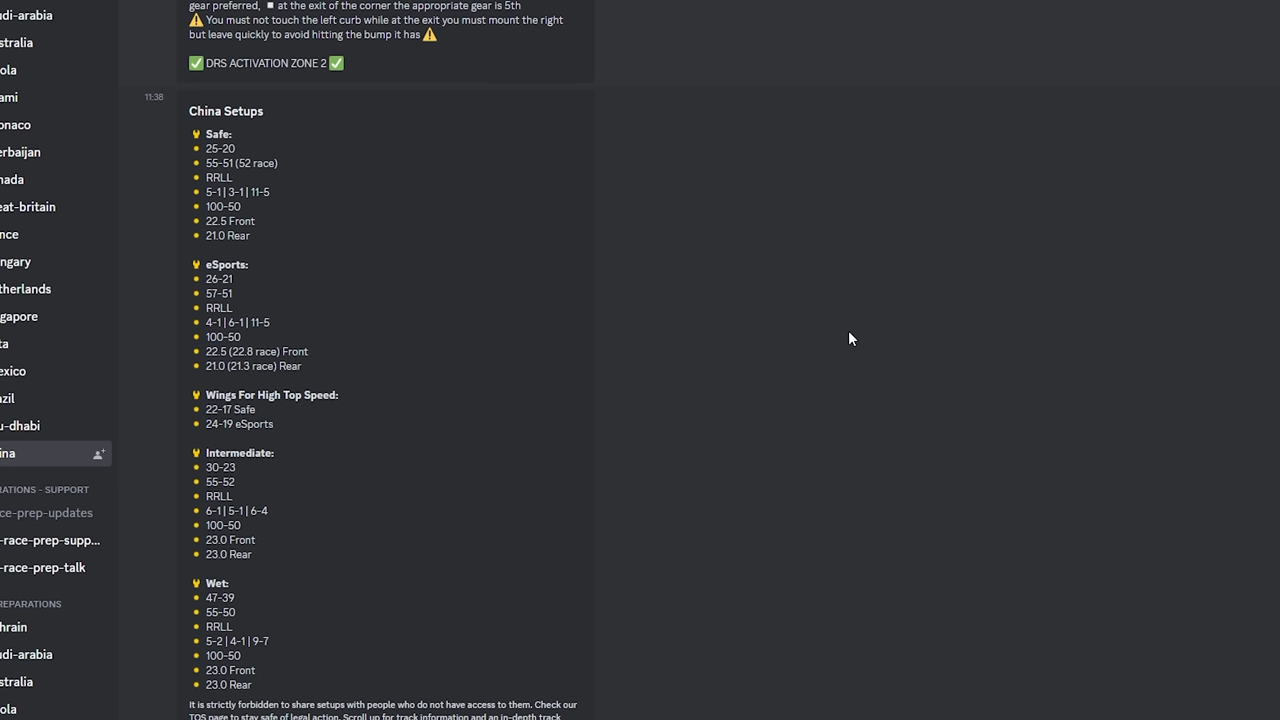 udi-arabia
stralia
ola
ami
onaco
erbaijan
nada
eat-britain
nce
ngary
therlands
gapore
ta
exico
zil
u-dhabi
ina
RATIONS - SUPPORT
ce-prep-updates
-race-prep-supp...
-race-prep-talk
REPARATIONS
hrain
udi-arabia
stralia
ola
gear preferred, ◽ at the exit of the corner the appropriate gear is 5th
⚠️ You must not touch the left curb while at the exit you must mount the right
but leave quickly to avoid hitting the bump it has ⚠️
✅ DRS ACTIVATION ZONE 2 ✅
11:38
China Setups
Safe:
25-20
55-51 (52 race)
RRLL
5-1 | 3-1 | 11-5
100-50
22.5 Front
21.0 Rear
eSports:
26-21
57-51
RRLL
4-1 | 6-1 | 11-5
100-50
22.5 (22.8 race) Front
21.0 (21.3 race) Rear
Wings For High Top Speed:
22-17 Safe
24-19 eSports
Intermediate:
30-23
55-52
RRLL
6-1 | 5-1 | 6-4
100-50
23.0 Front
23.0 Rear
Wet:
47-39
55-50
RRLL
5-2 | 4-1 | 9-7
100-50
23.0 Front
23.0 Rear
It is strictly forbidden to share setups with people who do not have access to them. Check our
TOS page to stay safe of legal action. Scroll up for track information and an in-depth track